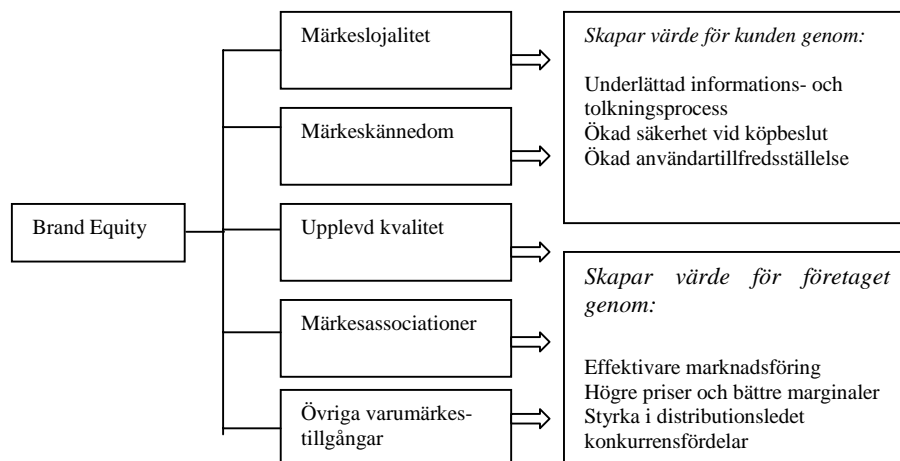 Brand Equity
Märkeslojalitet
Märkeskännedom
Upplevd kvalitet
Märkesassociationer
Övriga varumärkes-
tillgångar
Skapar värde för kunden genom:
Underlättad informations- och
tolkningsprocess
Ökad säkerhet vid köpbeslut
Ökad användartillfredsställelse
Skapar värde för företaget
genom:
Effektivare marknadsföring
Högre priser och bättre marginaler
Styrka i distributionsledet
konkurrensfördelar